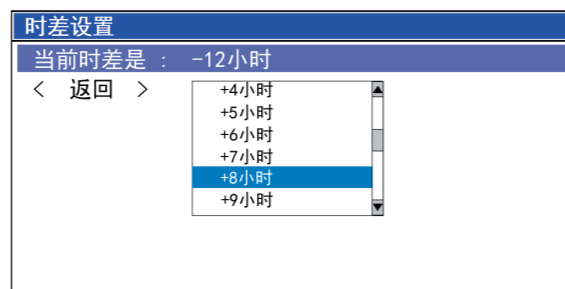 时差设置
当前时差是 : -12小时
< 返回 >
+4小时
+5小时
+6小时
+7小时
+8小时
+9小时